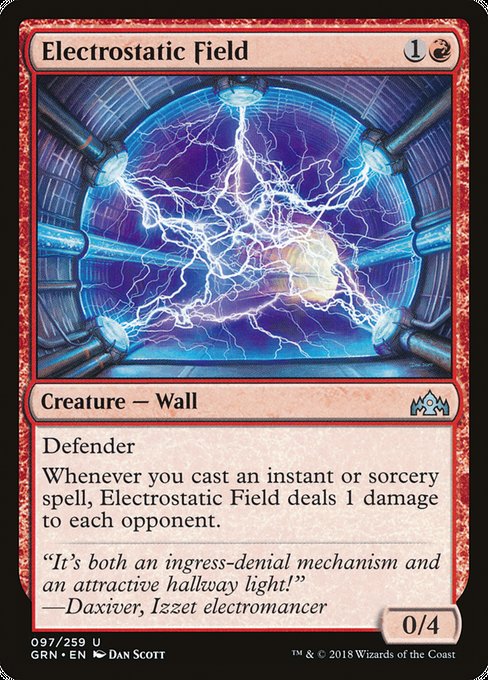 Electrostatic Field 1
Creature — Wall
Defender
Whenever you cast an instant or sorcery
spell, Electrostatic Field deals 1 damage
to each opponent.
“It’s both an ingress-denial mechanism and
an attractive hallway light!”
—Daxiver, Izzet electromancer
0/4
097/259 U
GRN • EN Dan Scott
™ & © 2018 Wizards of the Coast